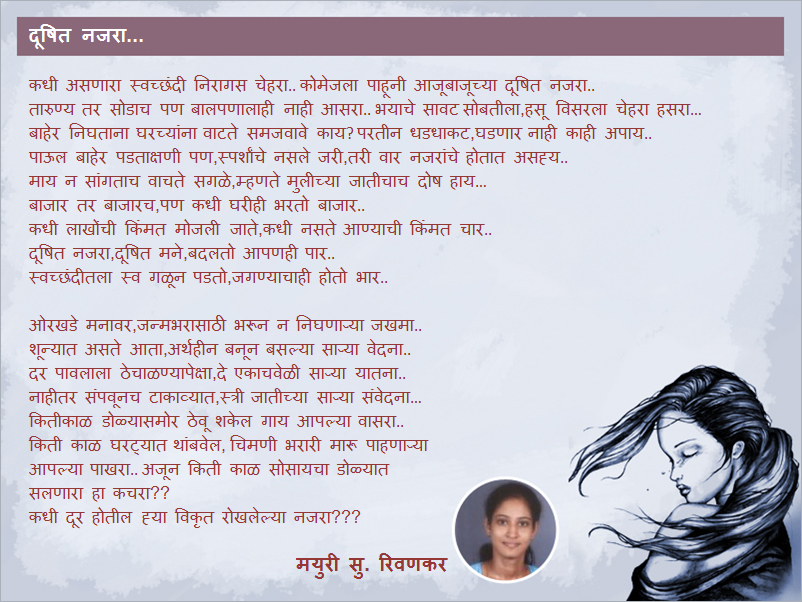 दूषित नजरा...
कधी असणारा स्वच्छंदी निरागस चेहरा.. कोमेजला पाहूनी आजूबाजूच्या दूषित नजरा..
तारुण्य तर सोडाच पण बालपणालाही नाही आसरा.. भयाचे सावट सोबतीला,हसू विसरला चेहरा हसरा...
बाहेर निघताना घरच्यांना वाटते समजवावे काय? परतीन धडधाकट,घडणार नाही काही अपाय..
पाऊल बाहेर पडताक्षणी पण,स्पर्शांचे नसले जरी,तरी वार नजरांचे होतात असह्य..
माय न सांगताच वाचते सगळे,म्हणते मुलीच्या जातीचाच दोष हाय...
बाजार तर बाजारच,पण कधी घरीही भरतो बाजार..
कधी लाखोंची किंमत मोजली जाते,कधी नसते आण्याची किंमत चार..
दूषित नजरा,दूषित मने,बदलतो आपणही पार..
स्वच्छंदीतला स्व गळून पडतो,जगण्याचाही होतो भार..
ओरखडे मनावर,जन्मभरासाठी भरून न निघणाऱ्या जखमा..
शून्यात असते आता,अर्थहीन बनून बसल्या साऱ्या वेदना..
दर पावलाला ठेचाळण्यापेक्षा,दे एकाचवेळी साऱ्या यातना..
नाहीतर संपवूनच टाकाव्यात,स्त्री जातीच्या साऱ्या संवेदना...
कितीकाळ डोळ्यासमोर ठेवू शकेल गाय आपल्या वासरा..
किती काळ घरट्यात थांबवेल, चिमणी भरारी मारू पाहणाऱ्या
आपल्या पाखरा.. अजून किती काळ सोसायचा डोळ्यात
सलणारा हा कचरा??
कधी दूर होतील ह्या विकृत रोखलेल्या नजरा???
मयुरी सु. रिवणकर